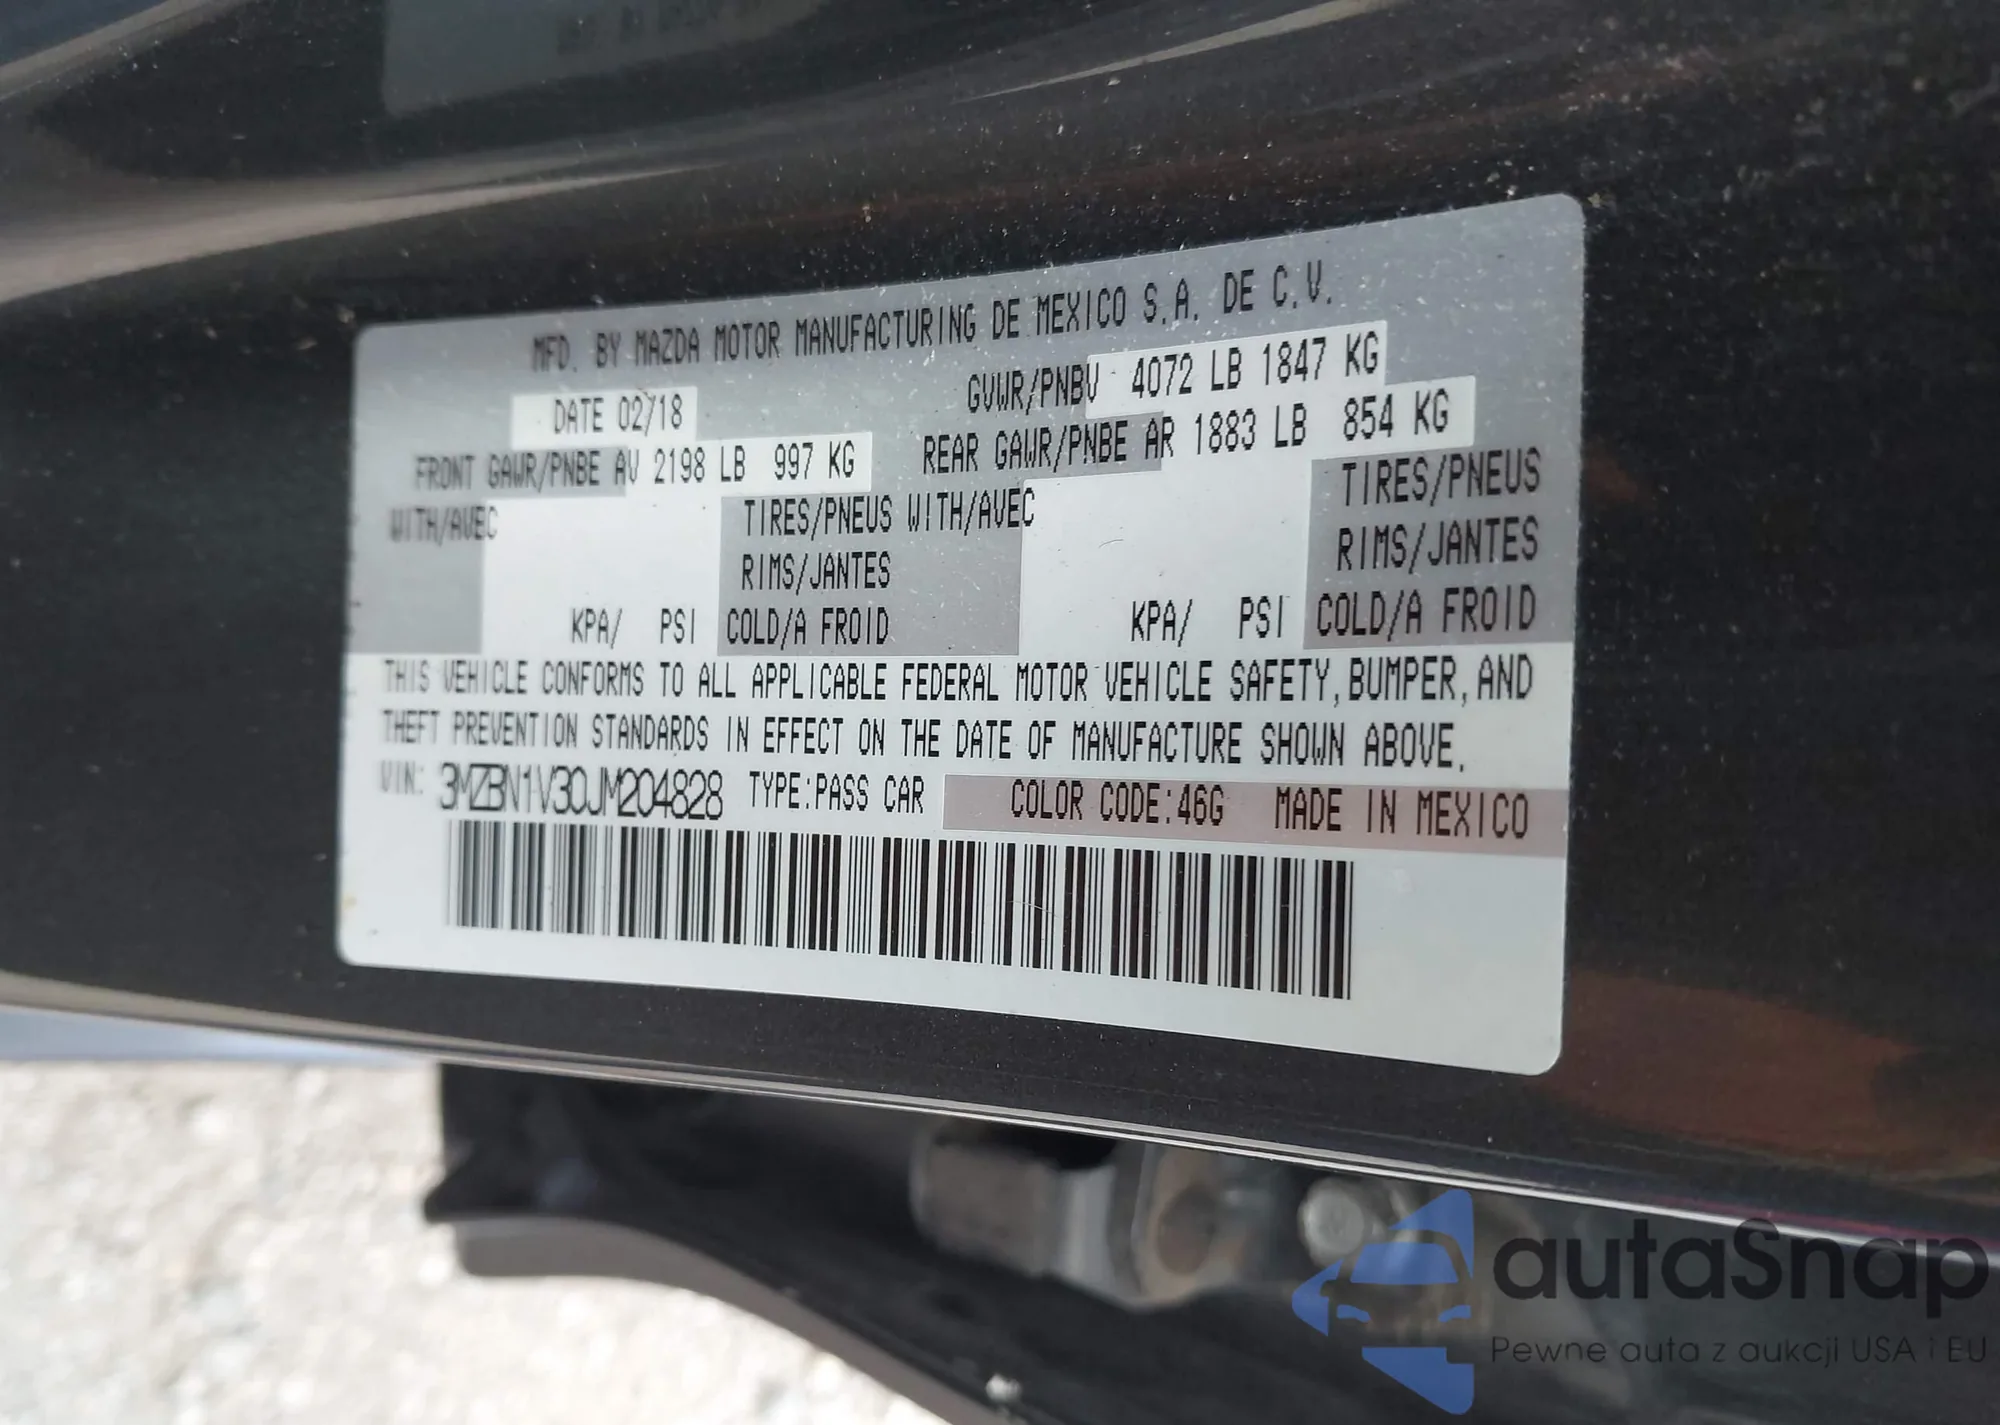 MFD. BY MAZDA MOTOR MANUFACTURING DE MEXICO S.A. DE C.V.
DATE 02/18 GVWR/PNBV 4072 LB 1847 KG
FRONT GAWR/PNBE AV 2198 LB 997 KG REAR GAWR/PNBE AR 1883 LB 854 KG
WITH/AVEC TIRES/PNEUS WITH/AVEC TIRES/PNEUS
RIMS/JANTES RIMS/JANTES
KPA/ PSI COLD/A FROID KPA/ PSI COLD/A FROID
THIS VEHICLE CONFORMS TO ALL APPLICABLE FEDERAL MOTOR VEHICLE SAFETY, BUMPER, AND
THEFT PREVENTION STANDARDS IN EFFECT ON THE DATE OF MANUFACTURE SHOWN ABOVE.
VIN: 3MZBN1V30JM204828 TYPE:PASS CAR COLOR CODE:46G MADE IN MEXICO
autaSnap
Pewne auta z aukcji USA i EU